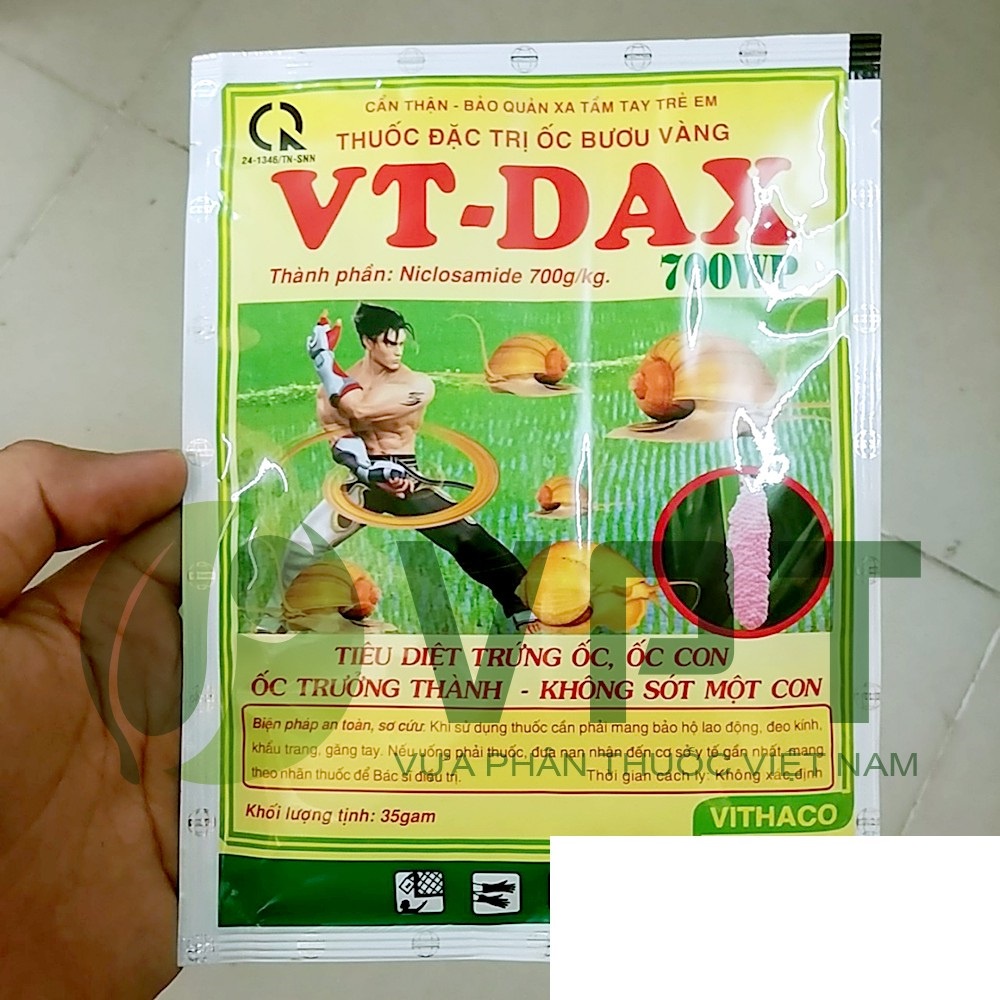 CẨN THẬN - BẢO QUẢN XA TẦM TAY TRẺ EM
THUỐC ĐẶC TRỊ ỐC BƯƠU VÀNG
24-1346/TN-SNN
VT-DAX
700WP
Thành phần: Niclosamide 700g/kg.
TIÊU DIỆT TRỨNG ỐC, ỐC CON
ỐC TRƯỞNG THÀNH - KHÔNG SÓT MỘT CON
Biện pháp an toàn, sơ cứu: Khi sử dụng thuốc cần phải mang bảo hộ lao động, đeo kính,
khẩu trang, găng tay. Nếu uống phải thuốc, đưa nạn nhân đến cơ sở y tế gần nhất, mang
theo nhãn thuốc để Bác sĩ điều trị. Thời gian cách ly: Không xác định
VPT
VỰA PHÂN THUỐC VIỆT NAM
Khối lượng tịnh: 35gam
VITHACO